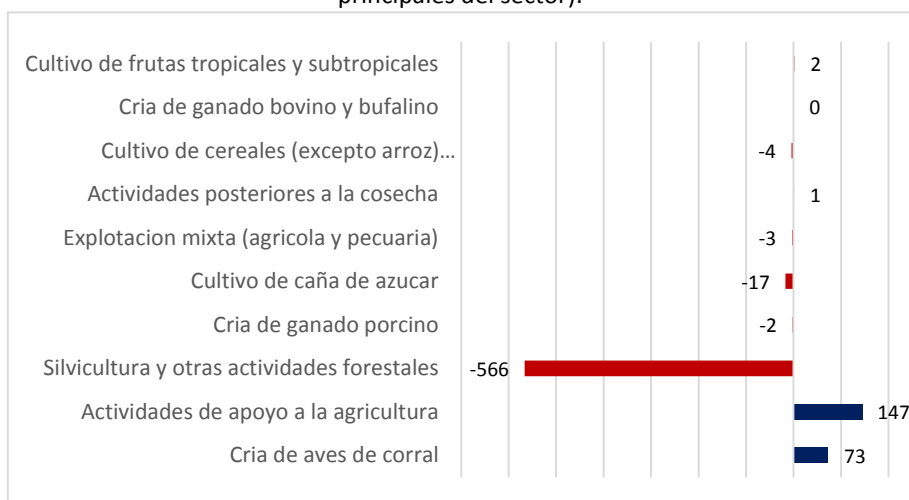 principales del sector).
Cultivo de frutas tropicales y subtropicales 2
Cria de ganado bovino y bufalino 0
Cultivo de cereales (excepto arroz)... -4
Actividades posteriores a la cosecha 1
Explotacion mixta (agricola y pecuaria) -3
Cultivo de caña de azucar -17
Cria de ganado porcino -2
Silvicultura y otras actividades forestales -566
Actividades de apoyo a la agricultura 147
Cria de aves de corral 73